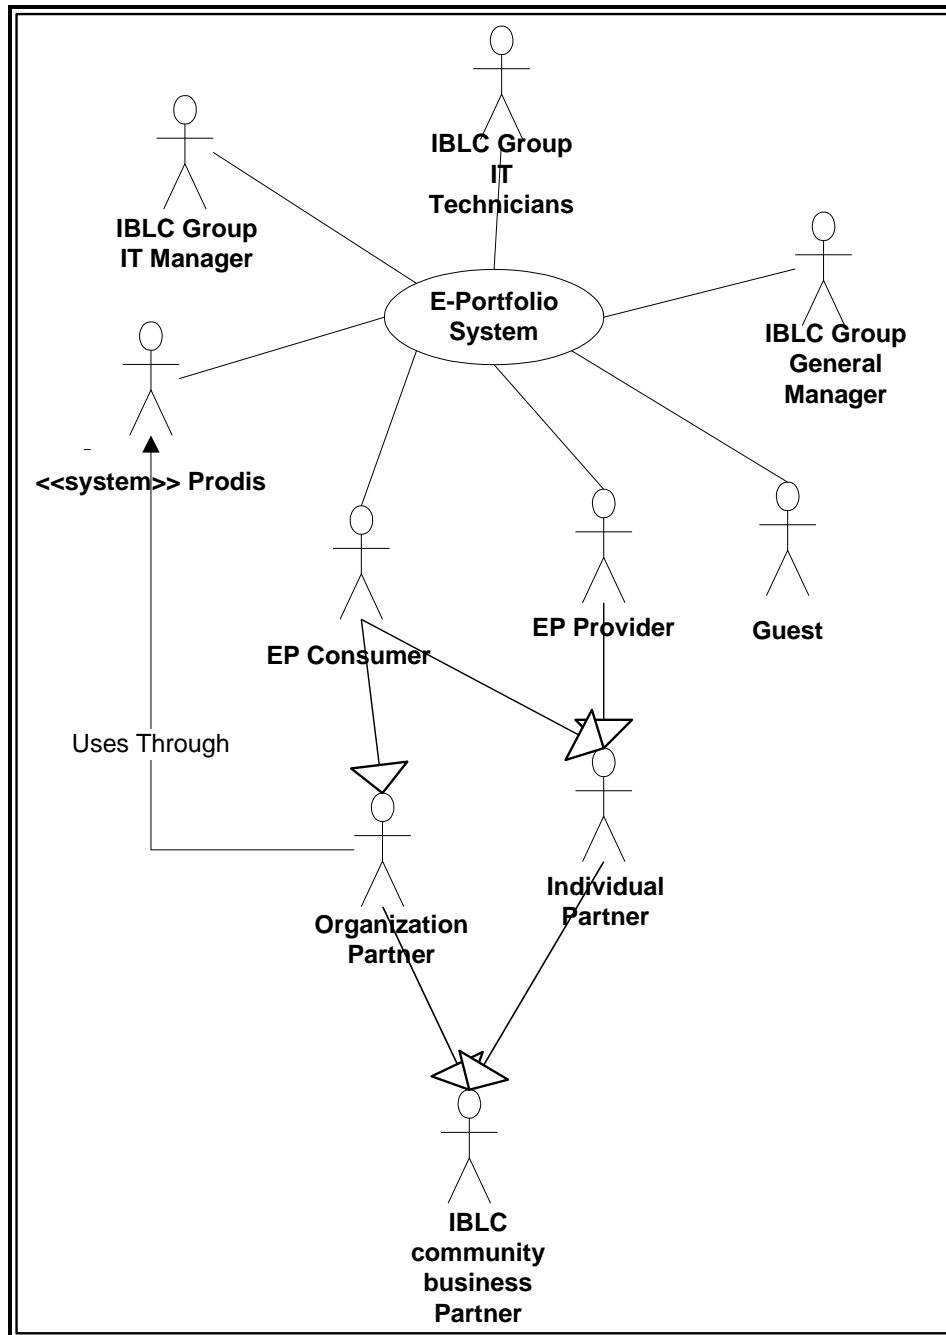 IBLC Group
IT
Technicians
IBLC Group
IT Manager
E-Portfolio
System
IBLC Group
General
Manager
<<system>> Prodis
EP Consumer
EP Provider
Guest
Uses Through
Individual
Partner
Organization
Partner
IBLC
community
business
Partner